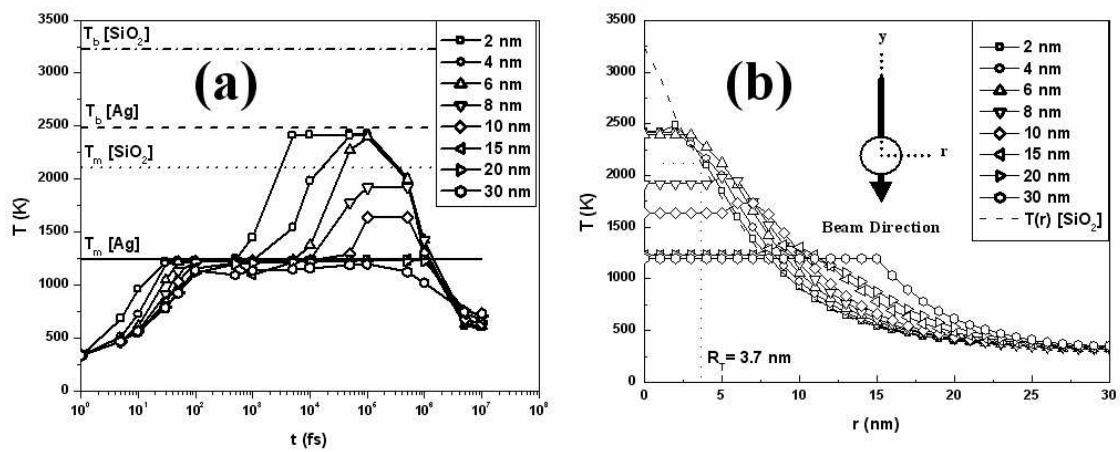 (a)
T_b [SiO_2]
T_b [Ag]
T_m [SiO_2]
T_m [Ag]
2 nm
4 nm
6 nm
8 nm
10 nm
15 nm
20 nm
30 nm
3500
3000
2500
2000
1500
1000
500
0
T (K)
10^0
10^1
10^2
10^3
10^4
10^5
10^6
10^7
10^8
t (fs)
(b)
y
r
Beam Direction
2 nm
4 nm
6 nm
8 nm
10 nm
15 nm
20 nm
30 nm
T(r) [SiO_2]
R_T = 3.7 nm
3500
3000
2500
2000
1500
1000
500
0
T (K)
0
5
10
15
20
25
30
r (nm)